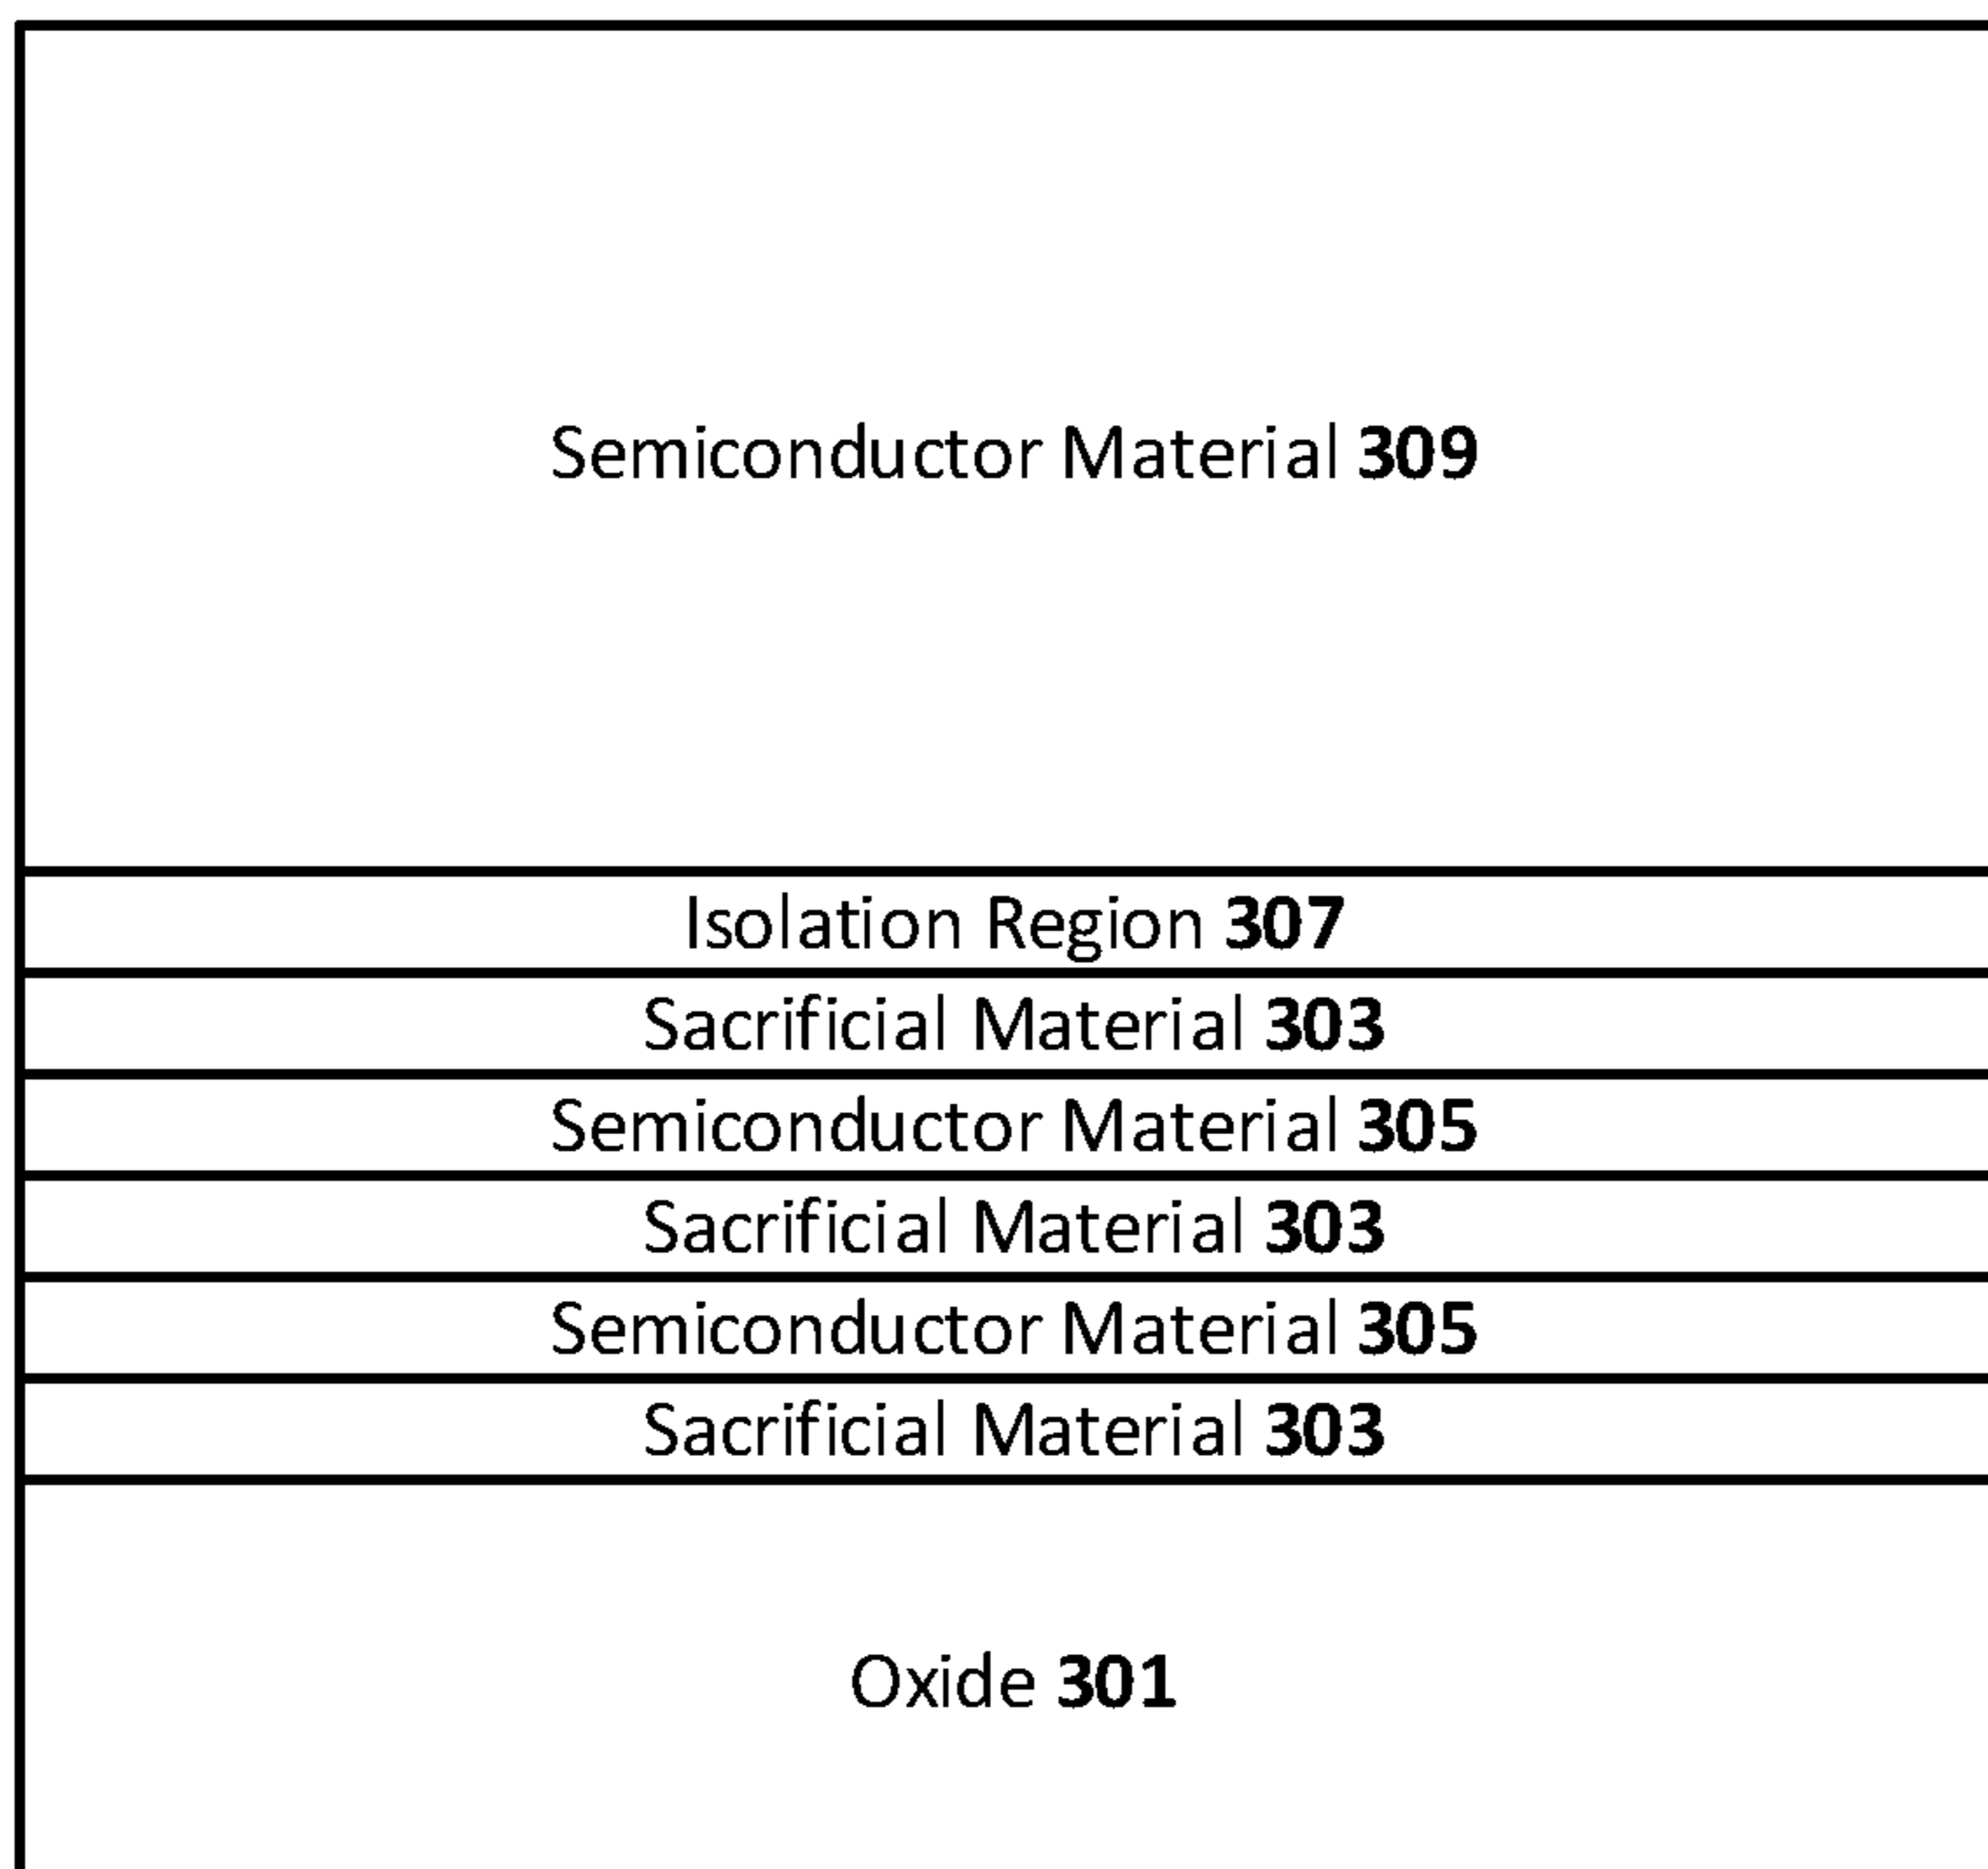 Semiconductor Material 309
Isolation Region 307
Sacrificial Material 303
Semiconductor Material 305
Sacrificial Material 303
Semiconductor Material 305
Sacrificial Material 303
Oxide 301